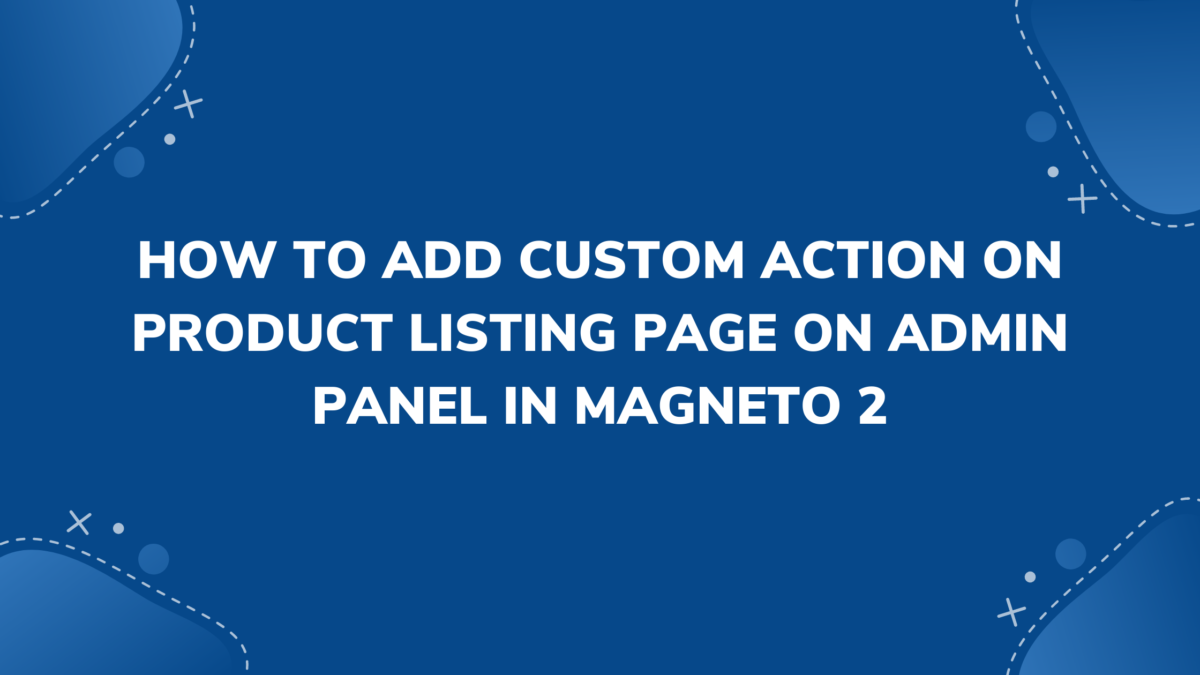 HOW TO ADD CUSTOM ACTION ON
PRODUCT LISTING PAGE ON ADMIN
PANEL IN MAGNETO 2